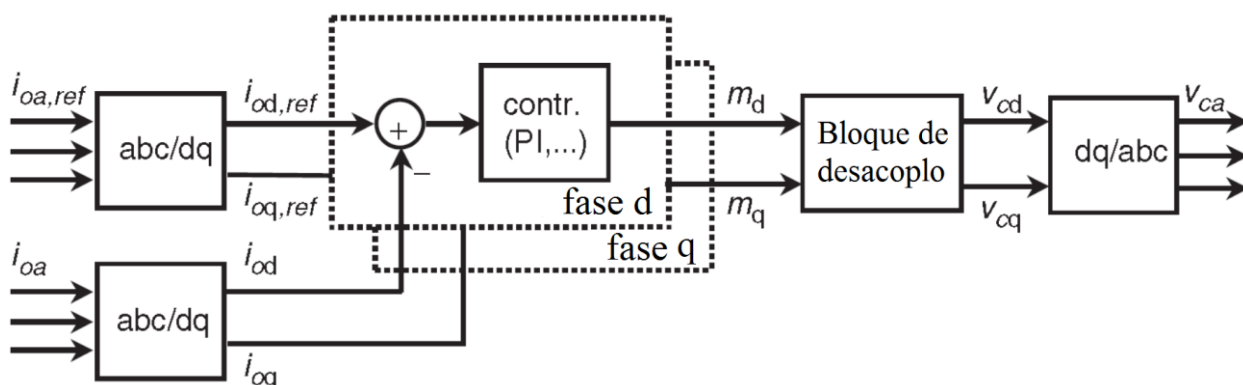 i_oa,ref
abc/dq
i_od,ref
i_oq,ref
+
−
contr.
(PI,...)
fase d
fase q
m_d
m_q
Bloque de
desacoplo
v_cd
v_cq
dq/abc
v_ca
i_oa
abc/dq
i_od
i_oq